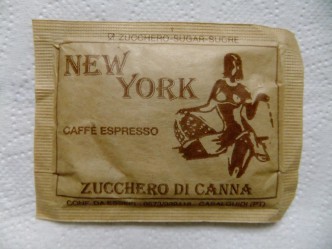 ZUCCHERO-SUGAR-SUCRE
NEW
YORK
CAFFÈ ESPRESSO
ZUCCHERO DI CANNA